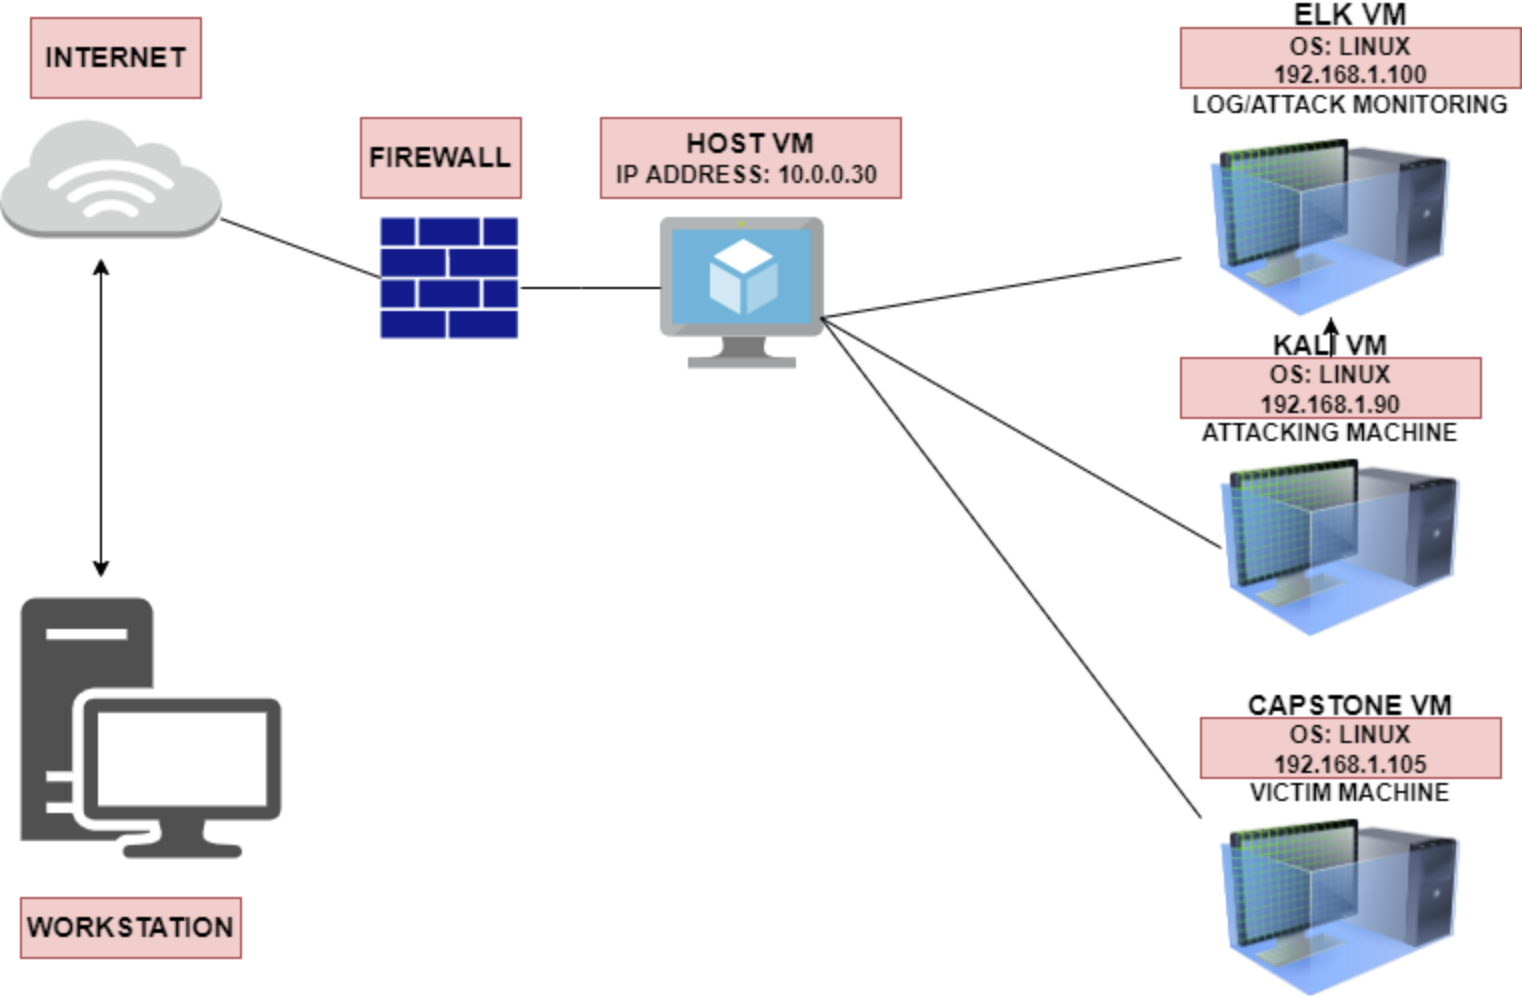 INTERNET
FIREWALL
HOST VM
IP ADDRESS: 10.0.0.30
ELK VM
OS: LINUX
192.168.1.100
LOG/ATTACK MONITORING
KALI VM
OS: LINUX
192.168.1.90
ATTACKING MACHINE
CAPSTONE VM
OS: LINUX
192.168.1.105
VICTIM MACHINE
WORKSTATION